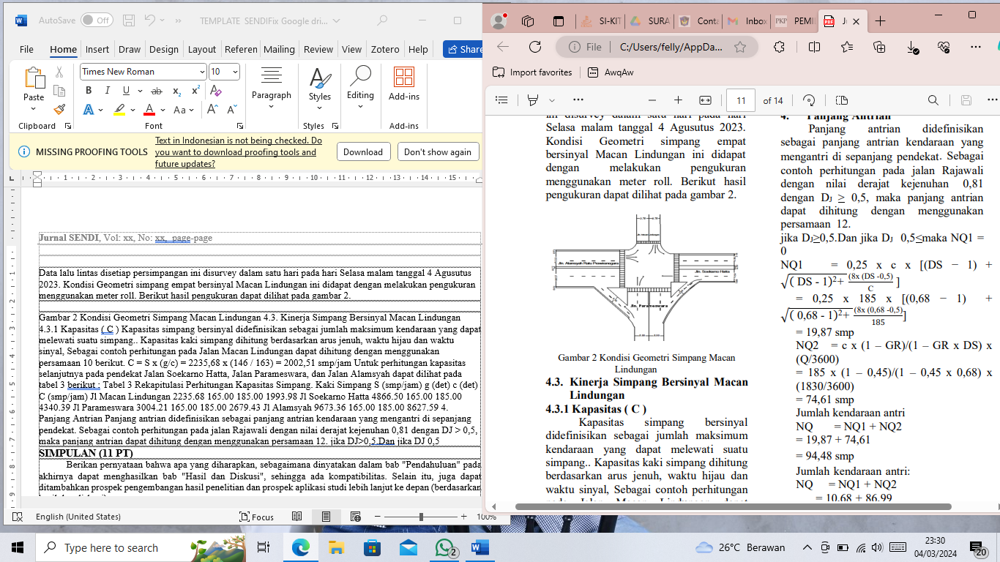 AutoSave Off TEMPLATE SENDIFix Google dri...
File Home Insert Draw Design Layout Referen Mailing Review View Zotero Help Share
Paste
Clipboard
Times New Roman 10
B I U ab x₂ x²
A A Aa A A
Font
Paragraph
Styles
Styles
Editing
Add-ins
Add-ins
MISSING PROOFING TOOLS Text in Indonesian is not being checked. Do you want to download proofing tools and future updates? Download Don't show again
1 2 3 4 5 6 7 8 9 10 11 12 13 14 15
Jurnal SENDI, Vol: xx, No: xx, page-page
Data lalu lintas disetiap persimpangan ini disurvey dalam satu hari pada hari Selasa malam tanggal 4 Agusutus
2023. Kondisi Geometri simpang empat bersinyal Macan Lindungan ini didapat dengan melakukan pengukuran
menggunakan meter roll. Berikut hasil pengukuran dapat dilihat pada gambar 2.
Gambar 2 Kondisi Geometri Simpang Macan Lindungan 4.3. Kinerja Simpang Bersinyal Macan Lindungan
4.3.1 Kapasitas ( C ) Kapasitas simpang bersinyal didefinisikan sebagai jumlah maksimum kendaraan yang dapat
melewati suatu simpang.. Kapasitas kaki simpang dihitung berdasarkan arus jenuh, waktu hijau dan waktu
sinyal, Sebagai contoh perhitungan pada Jalan Macan Lindungan dapat dihitung dengan menggunakan
persamaan 10 berikut. C = S x (g/c) = 2235,68 x (146 / 163) = 2002,51 smp/jam Untuk perhitungan kapasitas
selanjutnya pada pendekat Jalan Soekarno Hatta, Jalan Parameswara, dan Jalan Alamsyah dapat dilihat pada
tabel 3 berikut : Tabel 3 Rekapitulasi Perhitungan Kapasitas Simpang. Kaki Simpang S (smp/jam) g (det) c (det)
C (smp/jam) Jl Macan Lindungan 2235.68 165.00 185.00 1993.98 Jl Soekarno Hatta 4866.50 165.00 185.00
4340.39 Jl Parameswara 3004.21 165.00 185.00 2679.43 Jl Alamsyah 9673.36 165.00 185.00 8627.59 4.
Panjang Antrian Panjang antrian didefinisikan sebagai panjang antrian kendaraan yang mengantri di sepanjang
pendekat. Sebagai contoh perhitungan pada jalan Rajawali dengan nilai derajat kejenuhan 0,81 dengan DJ > 0,5,
maka panjang antrian dapat dihitung dengan menggunakan persamaan 12. jika DJ>0,5.Dan jika DJ 0,5
SIMPULAN (11 PT)
Berikan pernyataan bahwa apa yang diharapkan, sebagaimana dinyatakan dalam bab "Pendahuluan" pada
akhirnya dapat menghasilkan bab "Hasil dan Diskusi", sehingga ada kompatibilitas. Selain itu, juga dapat
ditambahkan prospek pengembangan hasil penelitian dan prospek aplikasi studi lebih lanjut ke depan (berdasarkan
English (United States) Focus 100%
SI-KIT SURA Conta Inbox PKP PEMII Ju
File C:/Users/felly/AppDa...
Import favorites AwqAw
11 of 14
ini disurvey dalam satu hari pada hari
Selasa malam tanggal 4 Agusutus 2023.
Kondisi Geometri simpang empat
bersinyal Macan Lindungan ini didapat
dengan melakukan pengukuran
menggunakan meter roll. Berikut hasil
pengukuran dapat dilihat pada gambar 2.
Jln. Alamsyah Ratu Prawiranegara
Jln. Soekarno Hatta
Jln. Parameswara
Gambar 2 Kondisi Geometri Simpang Macan
Lindungan
4.3. Kinerja Simpang Bersinyal Macan
Lindungan
4.3.1 Kapasitas ( C )
Kapasitas simpang bersinyal
didefinisikan sebagai jumlah maksimum
kendaraan yang dapat melewati suatu
simpang.. Kapasitas kaki simpang dihitung
berdasarkan arus jenuh, waktu hijau dan
waktu sinyal, Sebagai contoh perhitungan
pada Jalan Macan Lindungan dapat
4. Panjang Antrian
Panjang antrian didefinisikan
sebagai panjang antrian kendaraan yang
mengantri di sepanjang pendekat. Sebagai
contoh perhitungan pada jalan Rajawali
dengan nilai derajat kejenuhan 0,81
dengan DJ ≥ 0,5, maka panjang antrian
dapat dihitung dengan menggunakan
persamaan 12.
jika DJ≥0,5.Dan jika DJ 0,5≤maka NQ1 =
0
NQ1 = 0,25 x c x [(DS − 1) +
√( DS - 1)²+ (8x (DS -0,5)/C ]
= 0,25 x 185 x [(0,68 − 1) +
√( 0,68 - 1)²+ (8x (0,68 -0,5)/185]
= 19,87 smp
NQ2 = c x (1 – GR)/(1 – GR x DS) x
(Q/3600)
= 185 x (1 – 0,45)/(1 – 0,45 x 0,68) x
(1830/3600)
= 74,61 smp
Jumlah kendaraan antri
NQ = NQ1 + NQ2
= 19,87 + 74,61
= 94,48 smp
Jumlah kendaraan antri:
NQ = NQ1 + NQ2
= 10,68 + 86,99
Type here to search
2
26°C Berawan
23:30
04/03/2024
20